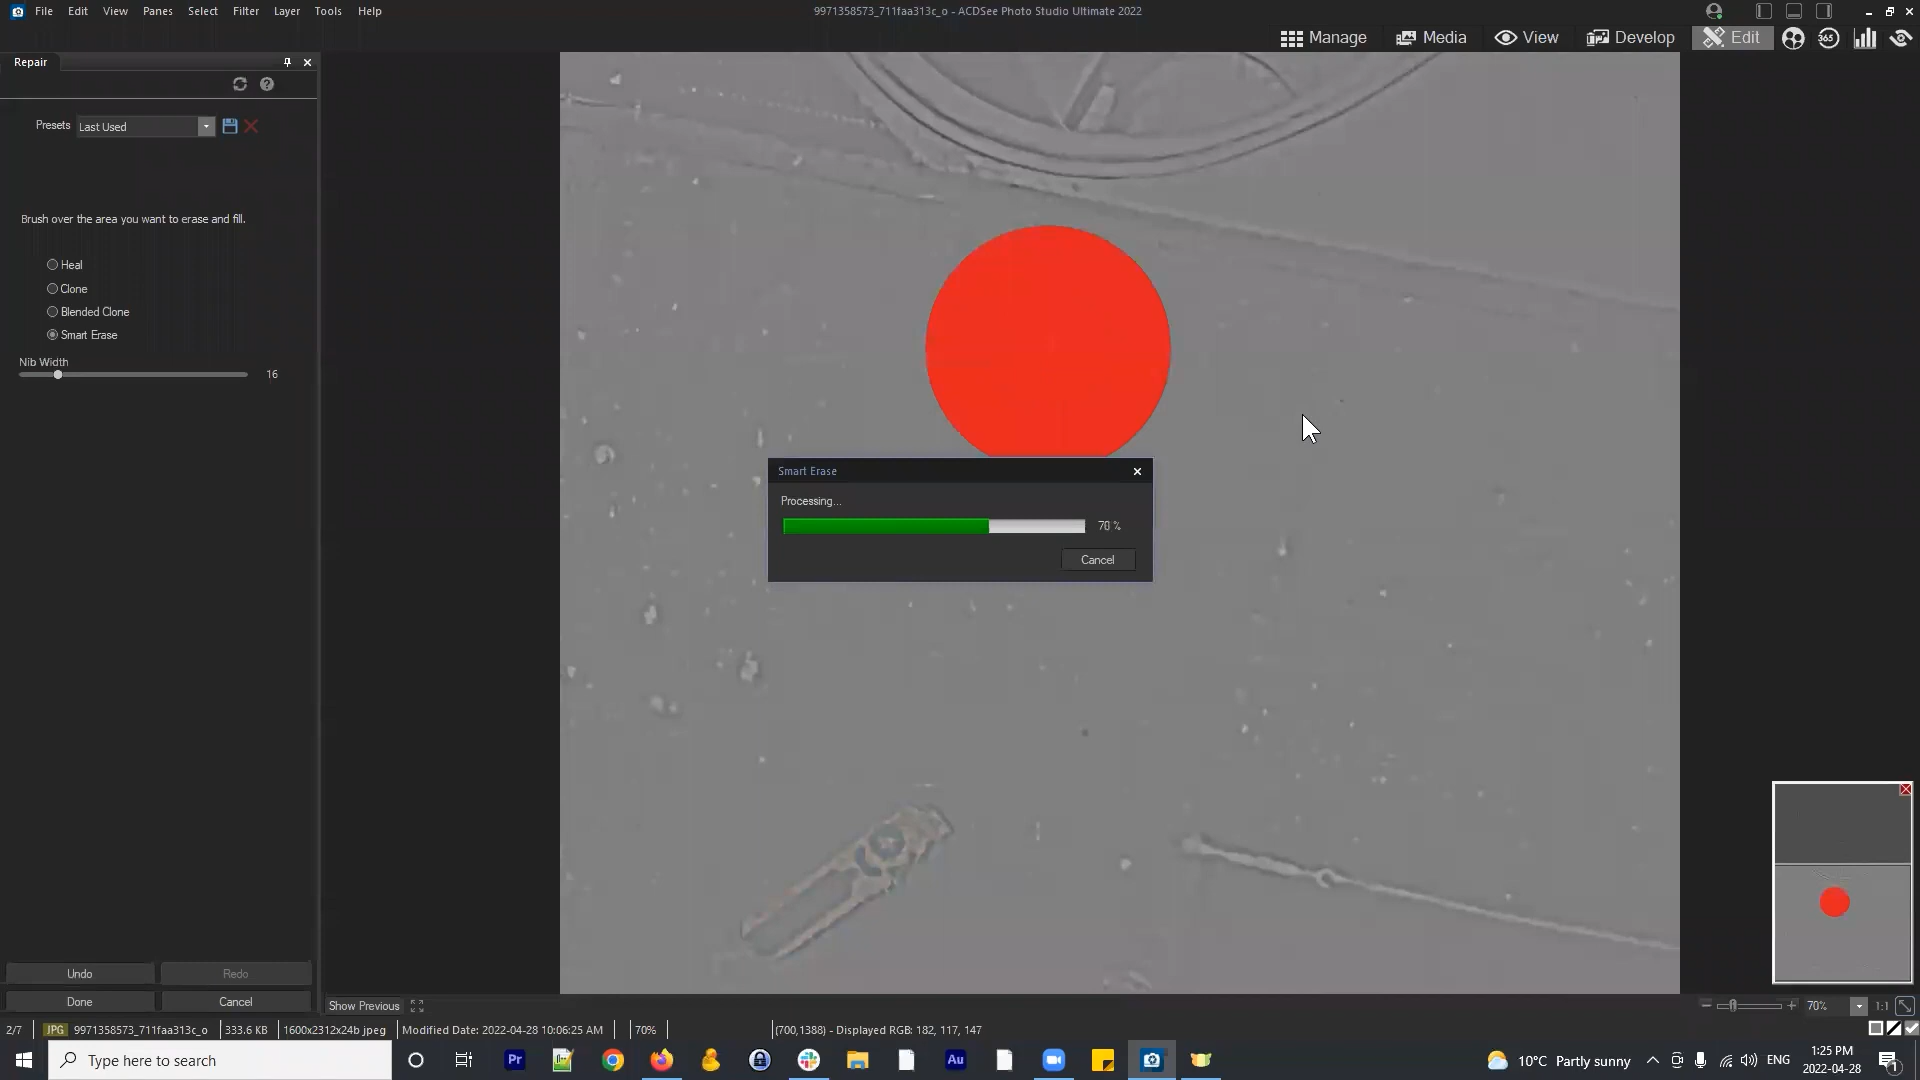 File Edit View Panes Select Filter Layer Tools Help
9971358573_711faa313c_o - ACDSee Photo Studio Ultimate 2022
Manage Media View Develop Edit 365
Repair
Presets Last Used
Brush over the area you want to erase and fill.
Heal
Clone
Blended Clone
Smart Erase
Nib Width
16
Smart Erase
Processing...
70 %
Cancel
Undo Redo
Done Cancel
Show Previous
70% 1:1
2/7 JPG 9971358573_711faa313c_o 333.6 KB 1600x2312x24b jpeg Modified Date: 2022-04-28 10:06:25 AM 70% (700,1388) - Displayed RGB: 182, 117, 147
Type here to search
Pr
Au
10°C Partly sunny
ENG
1:25 PM
2022-04-28
1